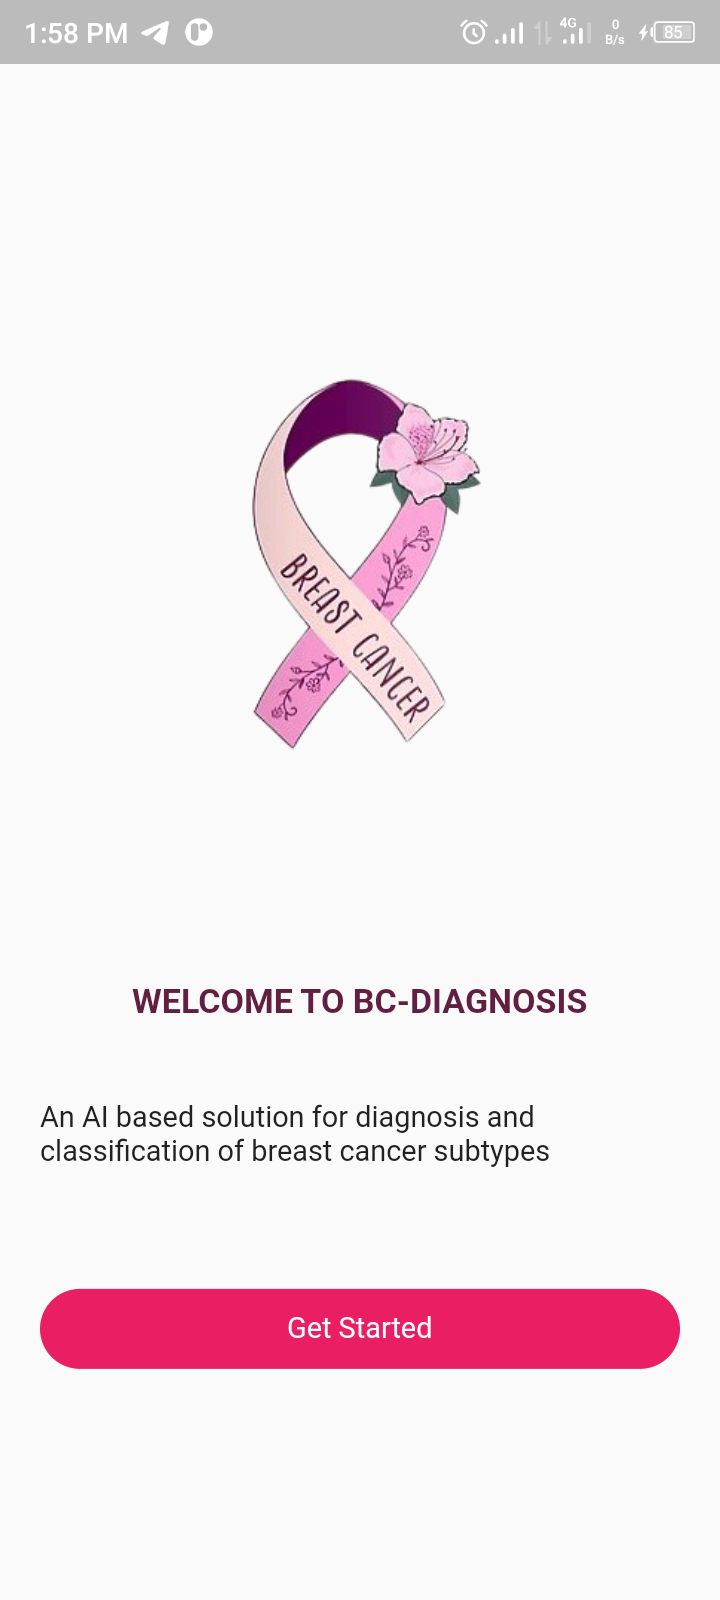 1:58 PM
4G
0
B/s
85
BREAST CANCER
WELCOME TO BC-DIAGNOSIS
An AI based solution for diagnosis and
classification of breast cancer subtypes
Get Started